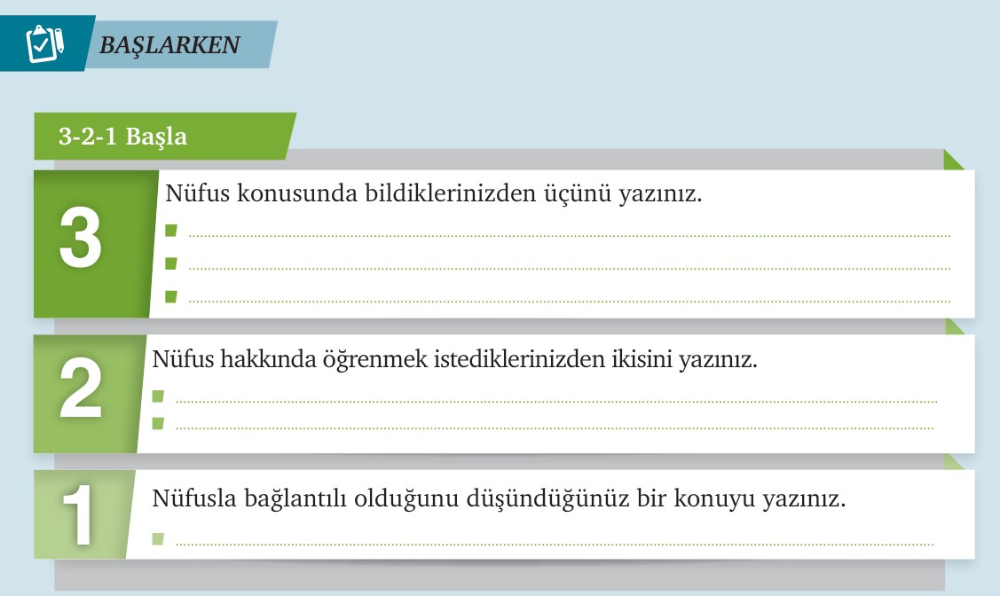 BAŞLARKEN
3-2-1 Başla
3
Nüfus konusunda bildiklerinizden üçünü yazınız.
2
Nüfus hakkında öğrenmek istediklerinizden ikisini yazınız.
1
Nüfusla bağlantılı olduğunu düşündüğünüz bir konuyu yazınız.